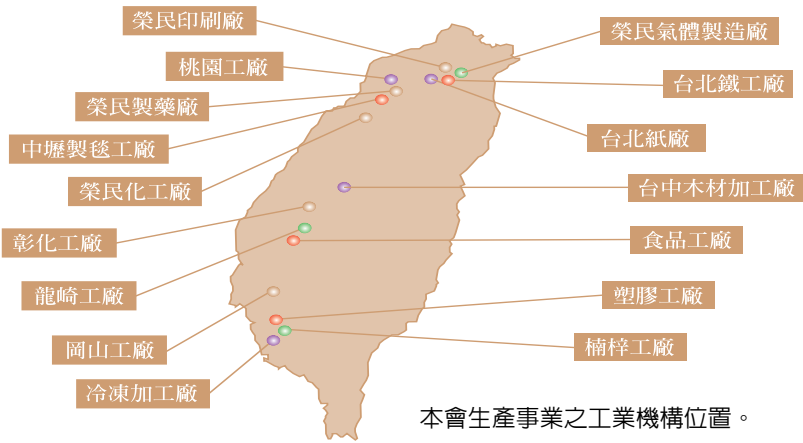 榮民印刷廠
桃園工廠
榮民製藥廠
中壢製毯工廠
榮民化工廠
彰化工廠
龍崎工廠
岡山工廠
冷凍加工廠
榮民氣體製造廠
台北鐵工廠
台北紙廠
台中木材加工廠
食品工廠
塑膠工廠
楠梓工廠
本會生產事業之工業機構位置。